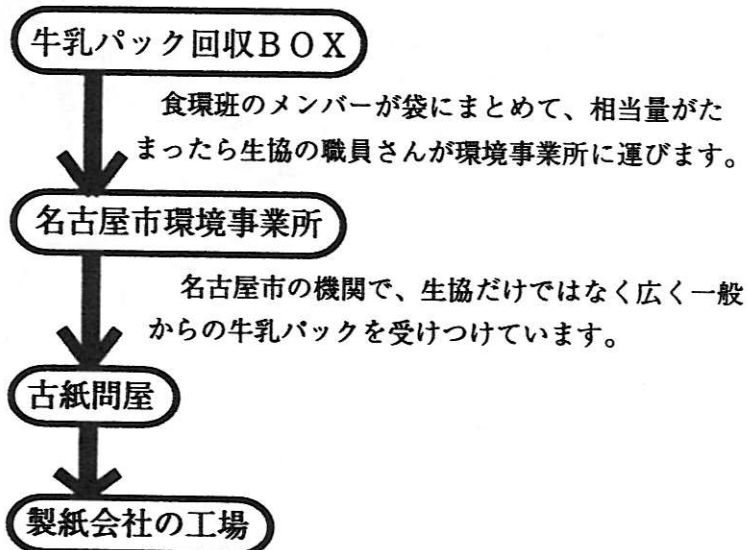 牛乳パック回収ＢＯＸ
食環班のメンバーが袋にまとめて、相当量がた
まったら生協の職員さんが環境事業所に運びます。
名古屋市環境事業所
名古屋市の機関で、生協だけではなく広く一般
からの牛乳パックを受けつけています。
古紙問屋
製紙会社の工場